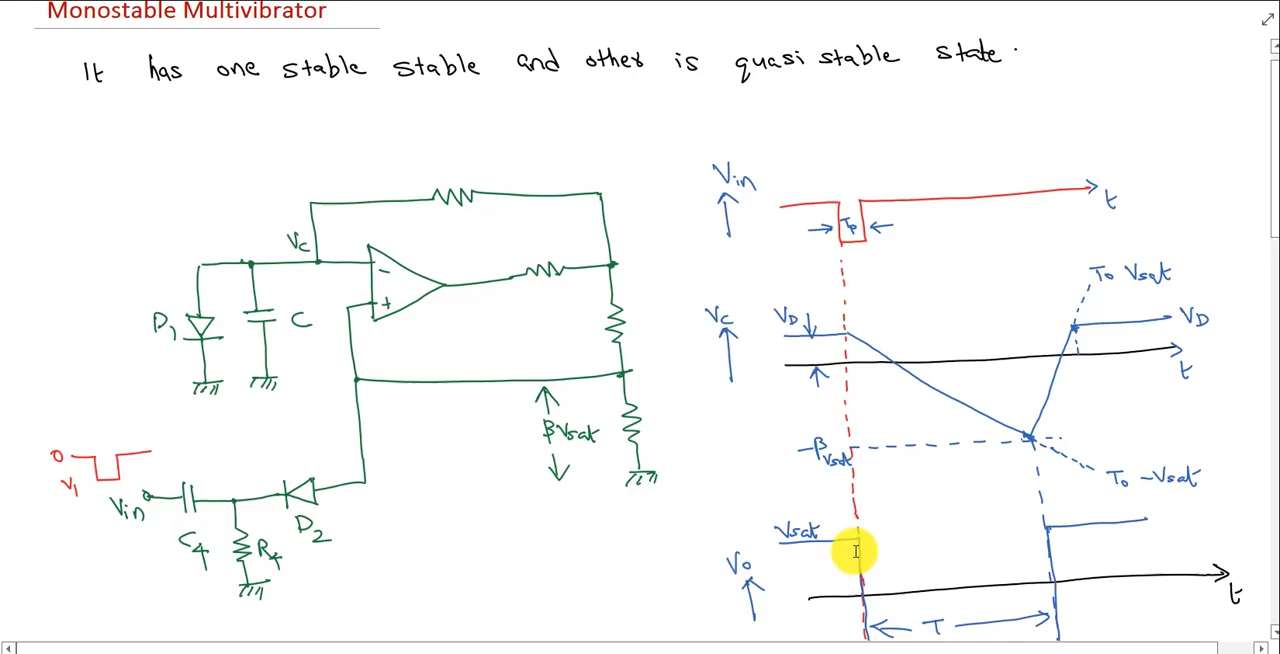 Monostable Multivibrator
It has one stable stable and other is quasi stable state.
Vin
t
Tp
Vc
D1
C
-
+
βVsat
0
V1
Vin
C4
R4
D2
Vc
VD
To Vsat
VD
t
-βVsat
To -Vsat
Vsat
Vo
T
t